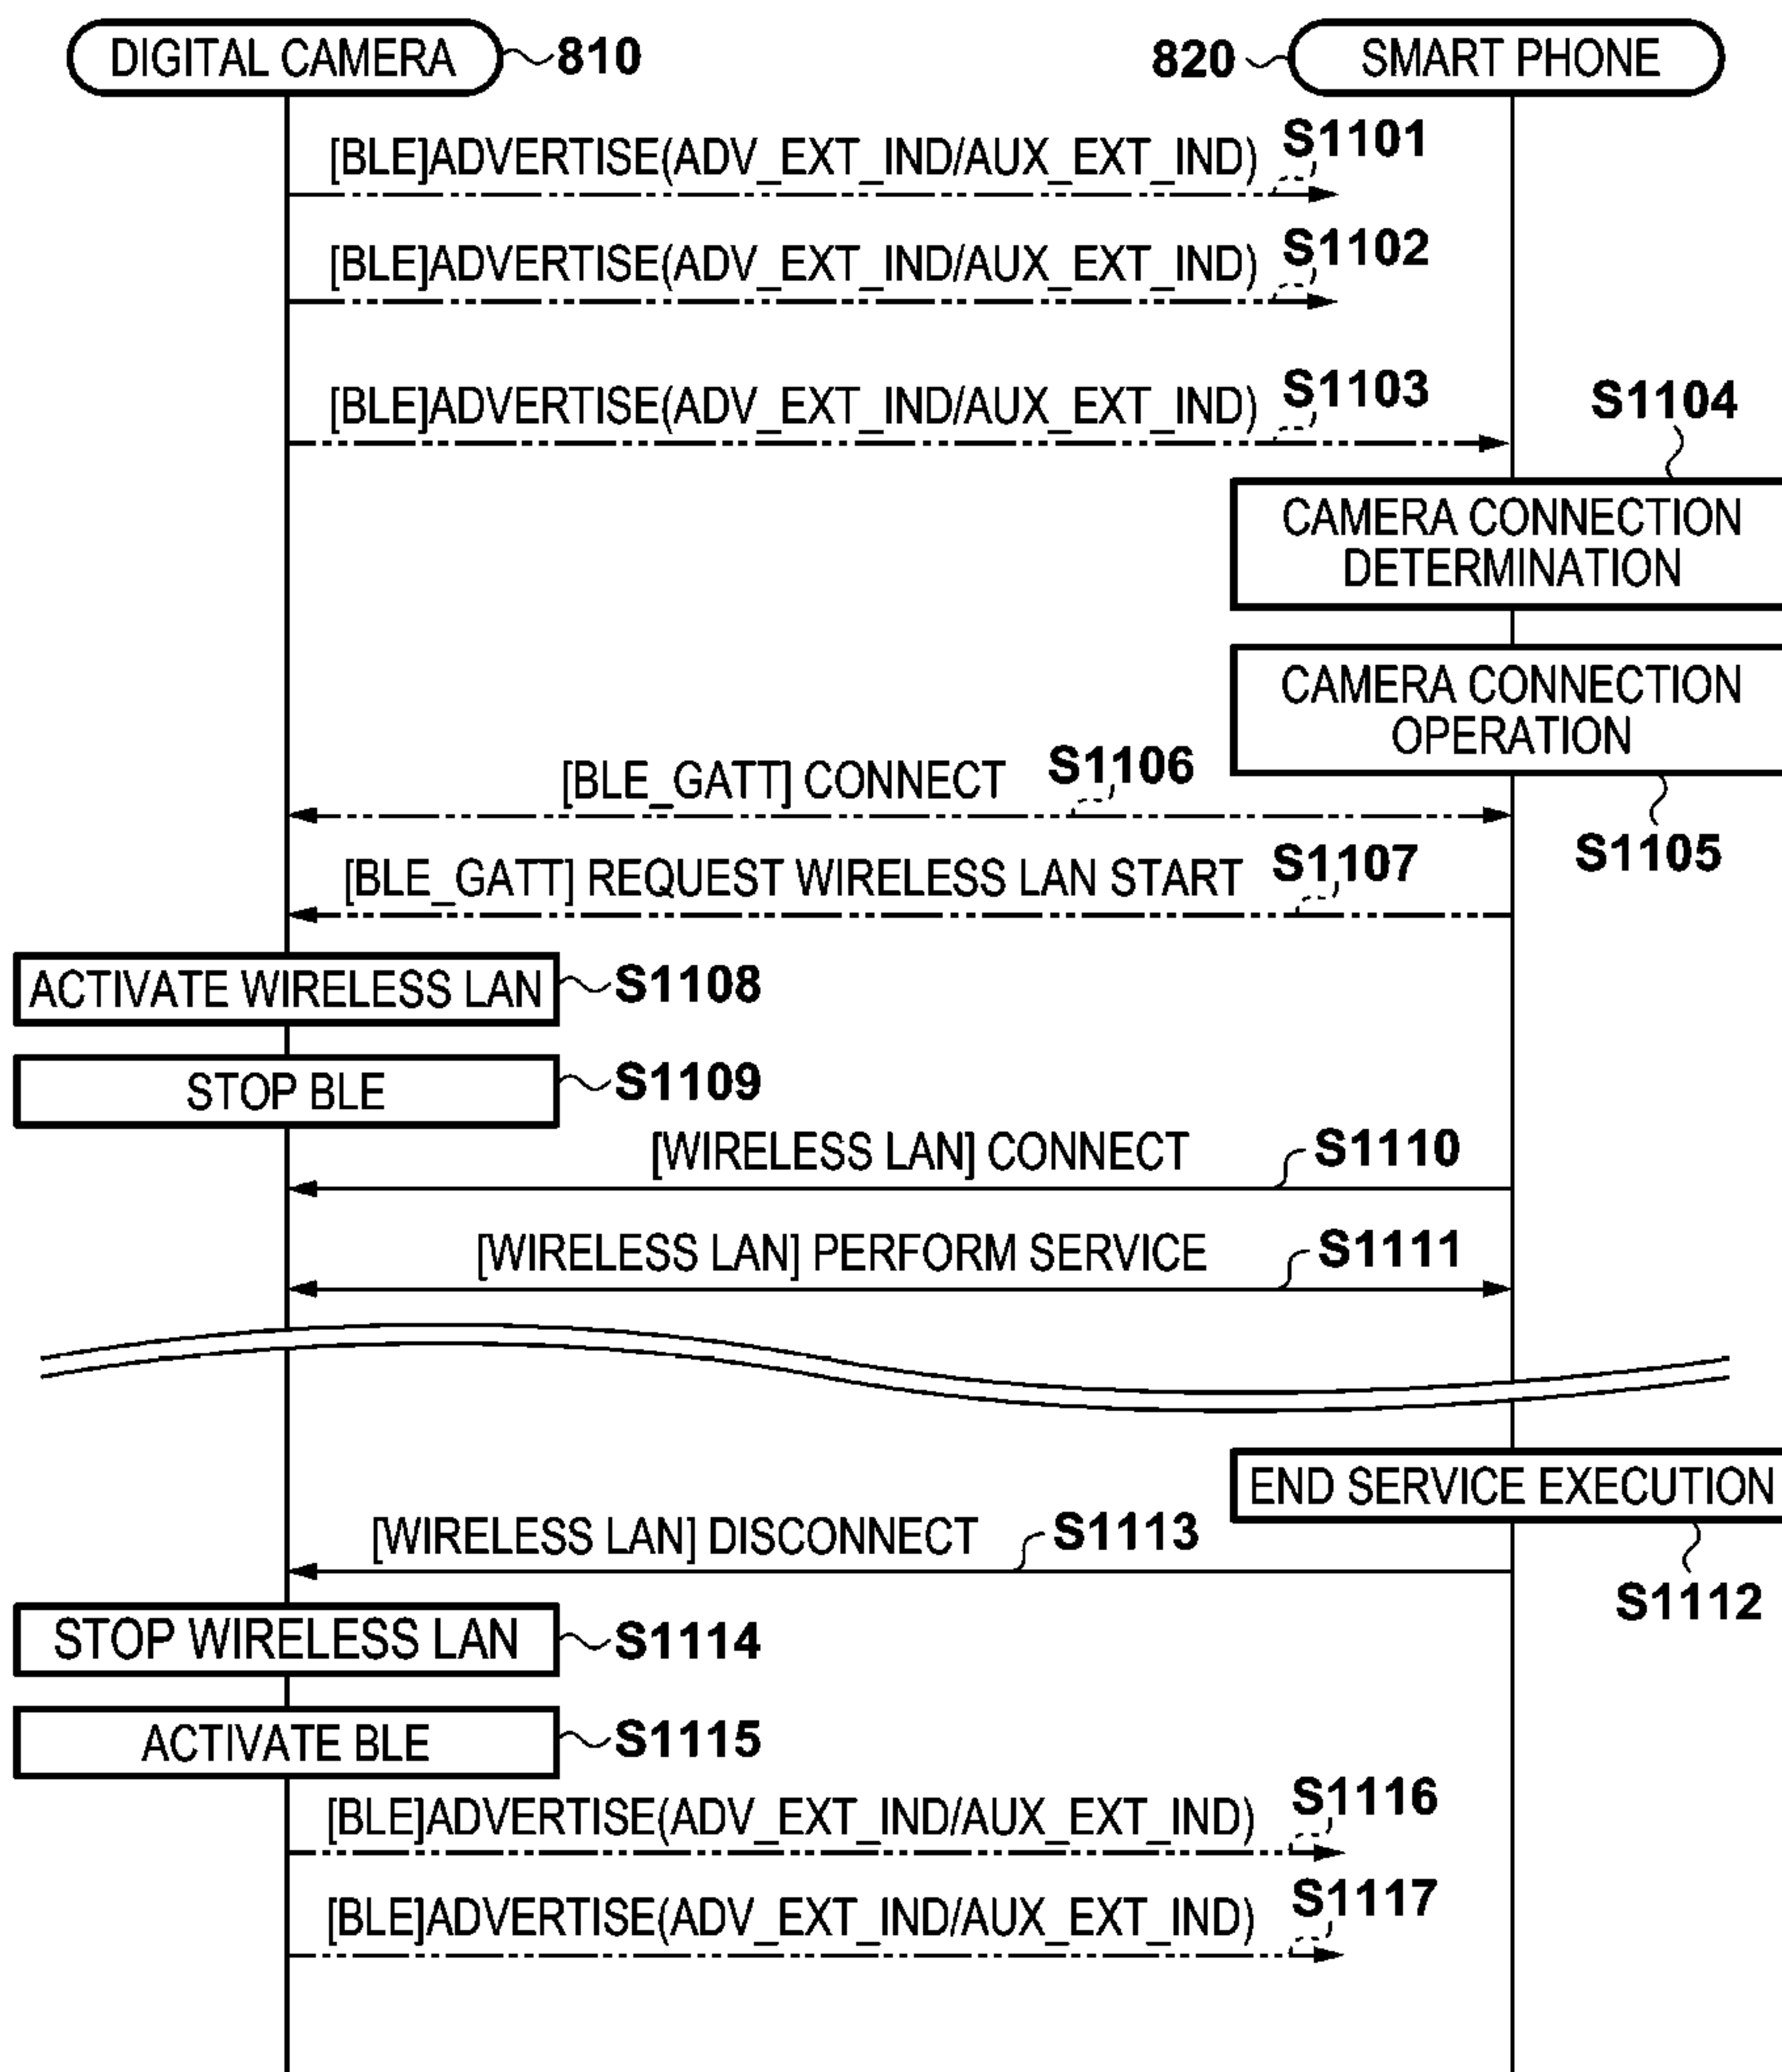 DIGITAL CAMERA
810
820
SMART PHONE
[BLE]ADVERTISE(ADV_EXT_IND/AUX_EXT_IND)
S1101
[BLE]ADVERTISE(ADV_EXT_IND/AUX_EXT_IND)
S1102
[BLE]ADVERTISE(ADV_EXT_IND/AUX_EXT_IND)
S1103
S1104
CAMERA CONNECTION
DETERMINATION
CAMERA CONNECTION
OPERATION
S1105
[BLE_GATT] CONNECT
S1106
[BLE_GATT] REQUEST WIRELESS LAN START
S1107
ACTIVATE WIRELESS LAN
S1108
STOP BLE
S1109
[WIRELESS LAN] CONNECT
S1110
[WIRELESS LAN] PERFORM SERVICE
S1111
END SERVICE EXECUTION
S1112
[WIRELESS LAN] DISCONNECT
S1113
STOP WIRELESS LAN
S1114
ACTIVATE BLE
S1115
[BLE]ADVERTISE(ADV_EXT_IND/AUX_EXT_IND)
S1116
[BLE]ADVERTISE(ADV_EXT_IND/AUX_EXT_IND)
S1117